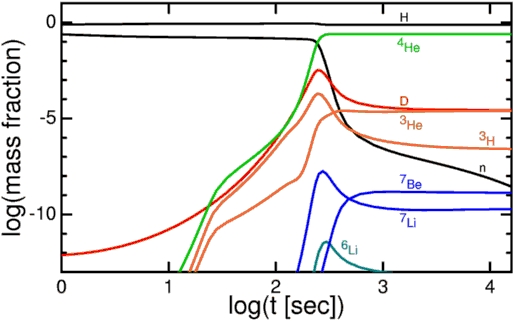 H
0
⁴He
D
-5
³He
³H
n
⁷Be
-10
⁷Li
⁶Li
0
1
2
3
4
log(t [sec])
log(mass fraction)